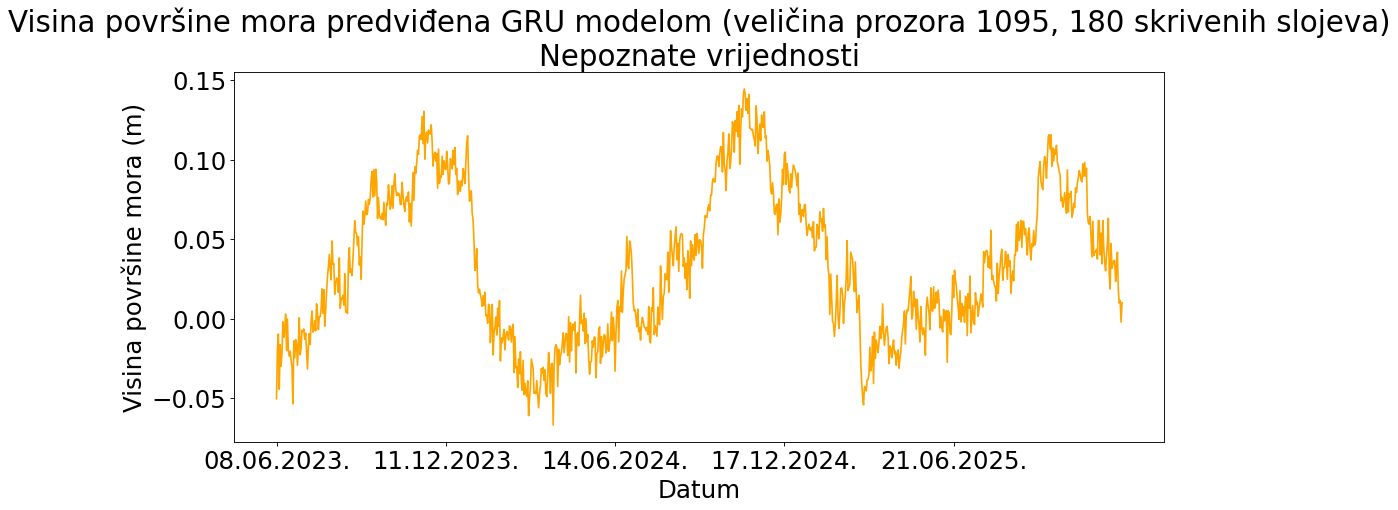 Visina površine mora predviđena GRU modelom (veličina prozora 1095, 180 skrivenih slojeva)
Nepoznate vrijednosti
Visina površine mora (m)
0.15
0.10
0.05
0.00
−0.05
08.06.2023. 11.12.2023. 14.06.2024. 17.12.2024. 21.06.2025.
Datum